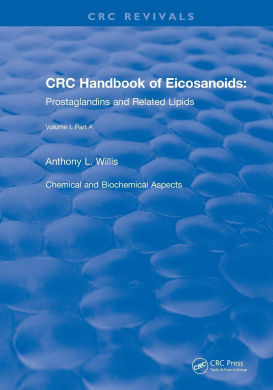 CRC REVIVALS
CRC Handbook of Eicosanoids:
Prostaglandins and Related Lipids
Volume I, Part A
Anthony L. Willis
Chemical and Biochemical Aspects
CRC
CRC Press
Taylor & Francis Group